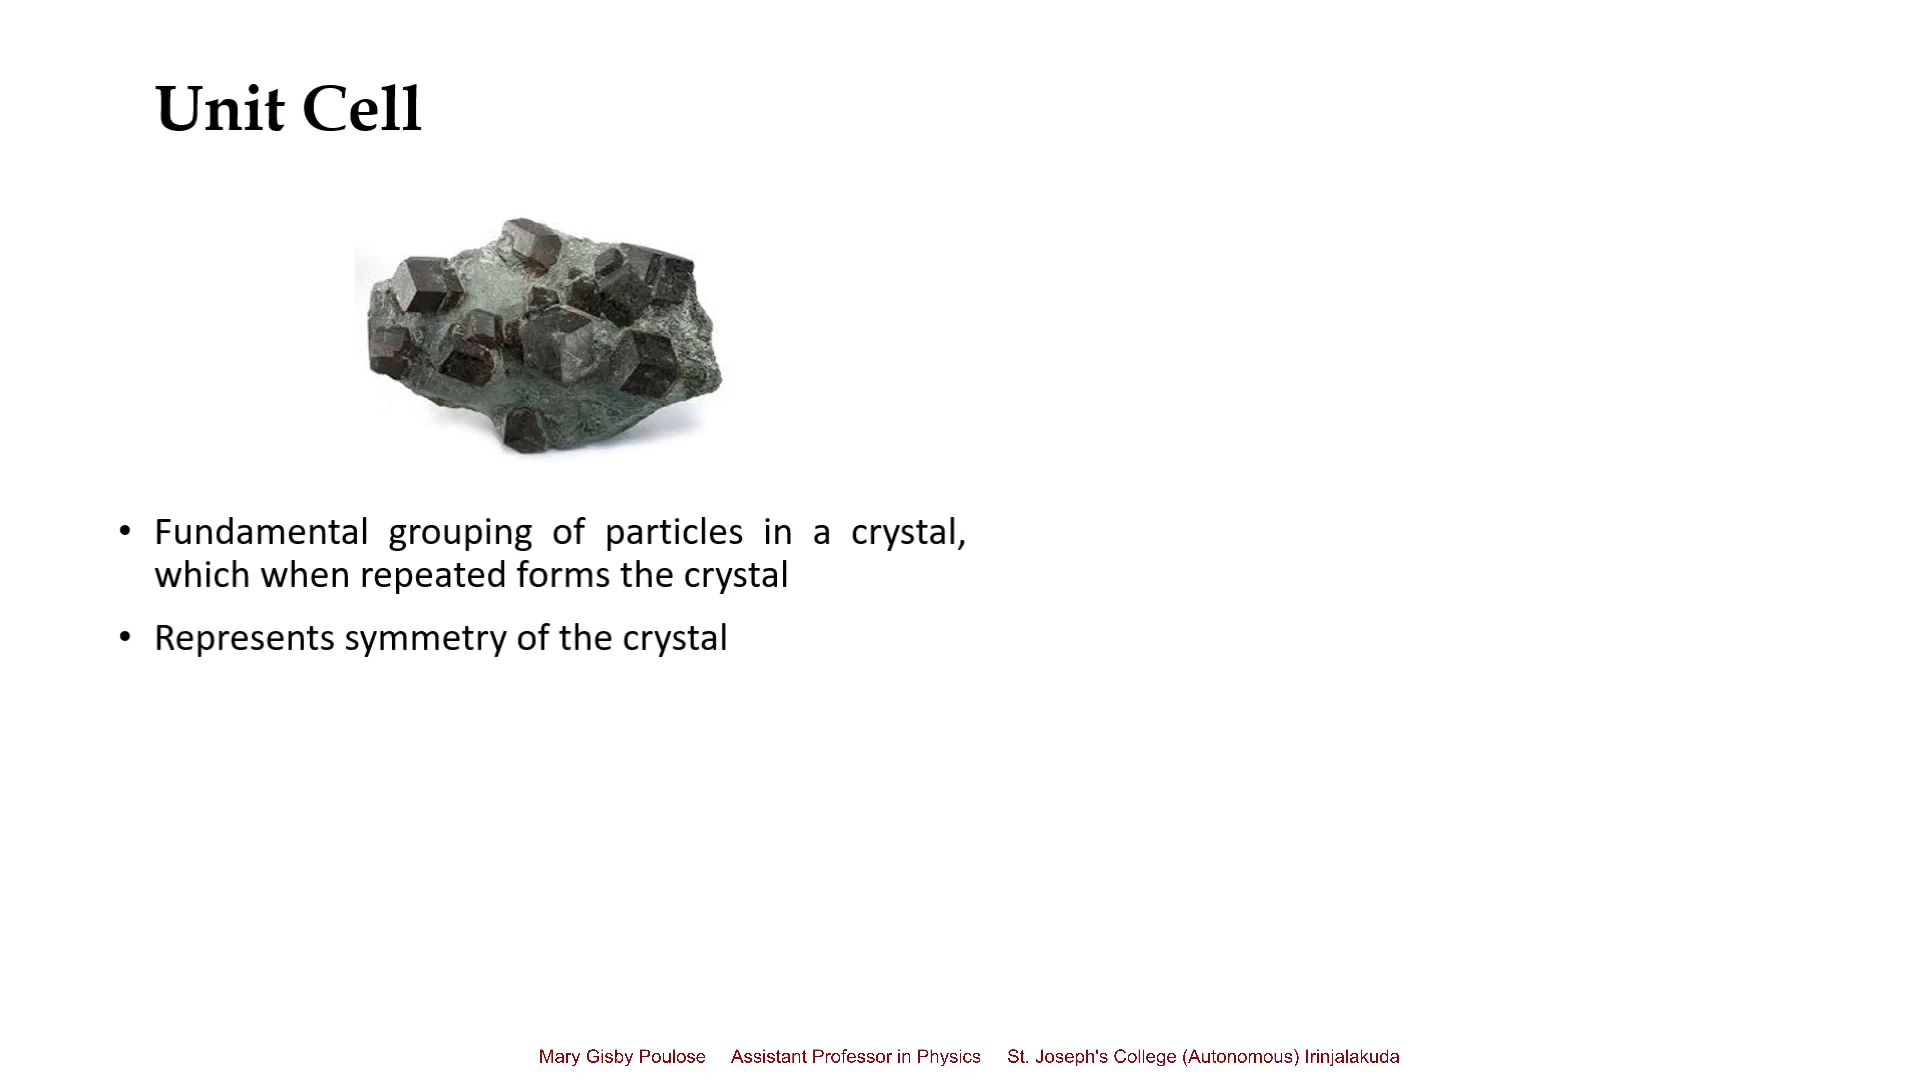 Unit Cell
• Fundamental grouping of particles in a crystal,
which when repeated forms the crystal
• Represents symmetry of the crystal
Mary Gisby Poulose Assistant Professor in Physics St. Joseph's College (Autonomous) Irinjalakuda